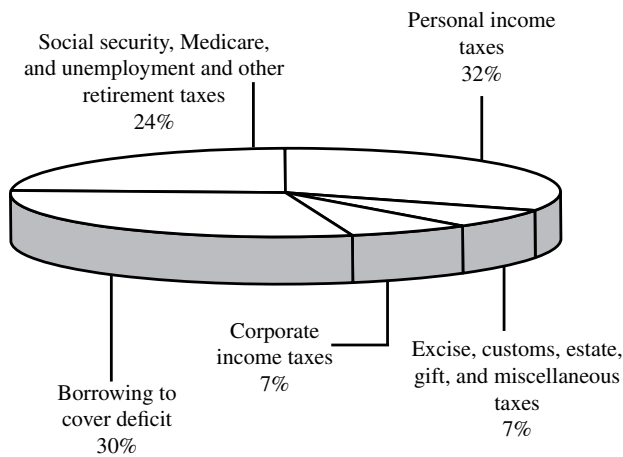 Personal income
taxes
32%
Social security, Medicare,
and unemployment and other
retirement taxes
24%
Corporate
income taxes
7%
Excise, customs, estate,
gift, and miscellaneous
taxes
7%
Borrowing to
cover deficit
30%